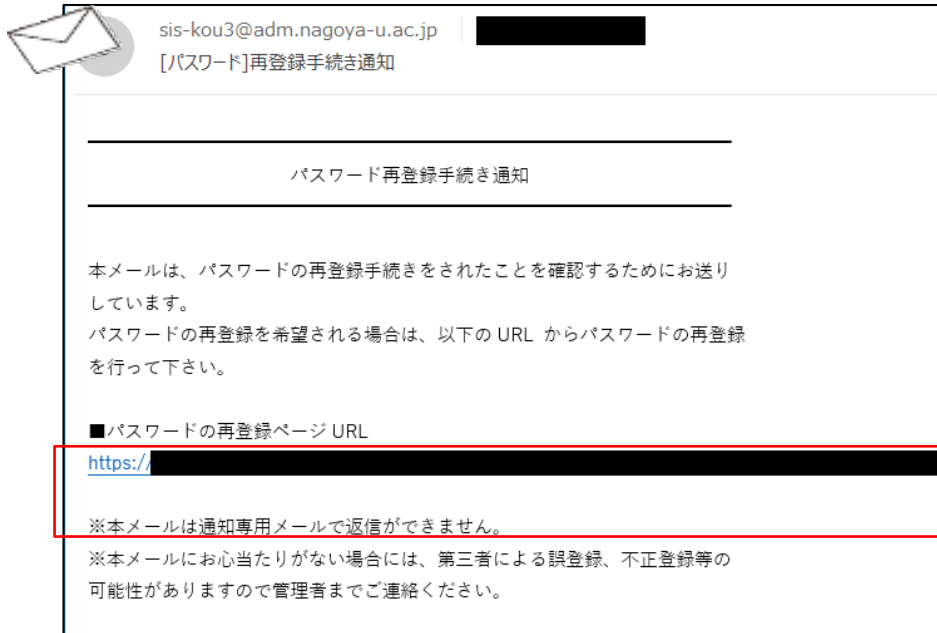 sis-kou3@adm.nagoya-u.ac.jp
[パスワード]再登録手続き通知
パスワード再登録手続き通知
本メールは、パスワードの再登録手続きをされたことを確認するためにお送り
しています。
パスワードの再登録を希望される場合は、以下の URL からパスワードの再登録
を行って下さい。
■パスワードの再登録ページ URL
https://
※本メールは通知専用メールで返信ができません。
※本メールにお心当たりがない場合には、第三者による誤登録、不正登録等の
可能性がありますので管理者までご連絡ください。